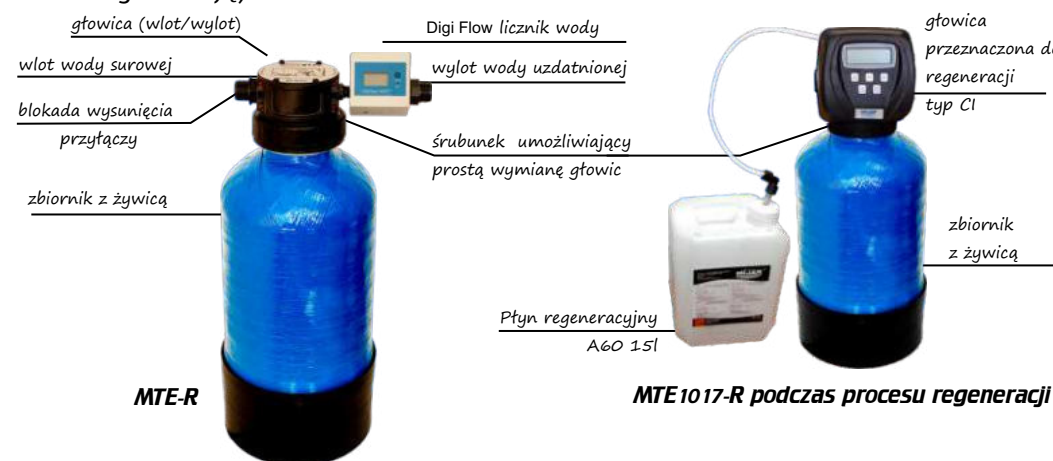 głowica (wlot/wylot)
wlot wody surowej
blokada wysunięcia
przyłączy
zbiornik z żywicą
Digi Flow licznik wody
wylot wody uzdatnionej
śrubunek umożliwiający
prostą wymianę głowic
Płyn regeneracyjny
A60 15l
głowica
przeznaczona do
regeneracji
typ CI
zbiornik
z żywicą
MTE-R
MTE1017-R podczas procesu regeneracji